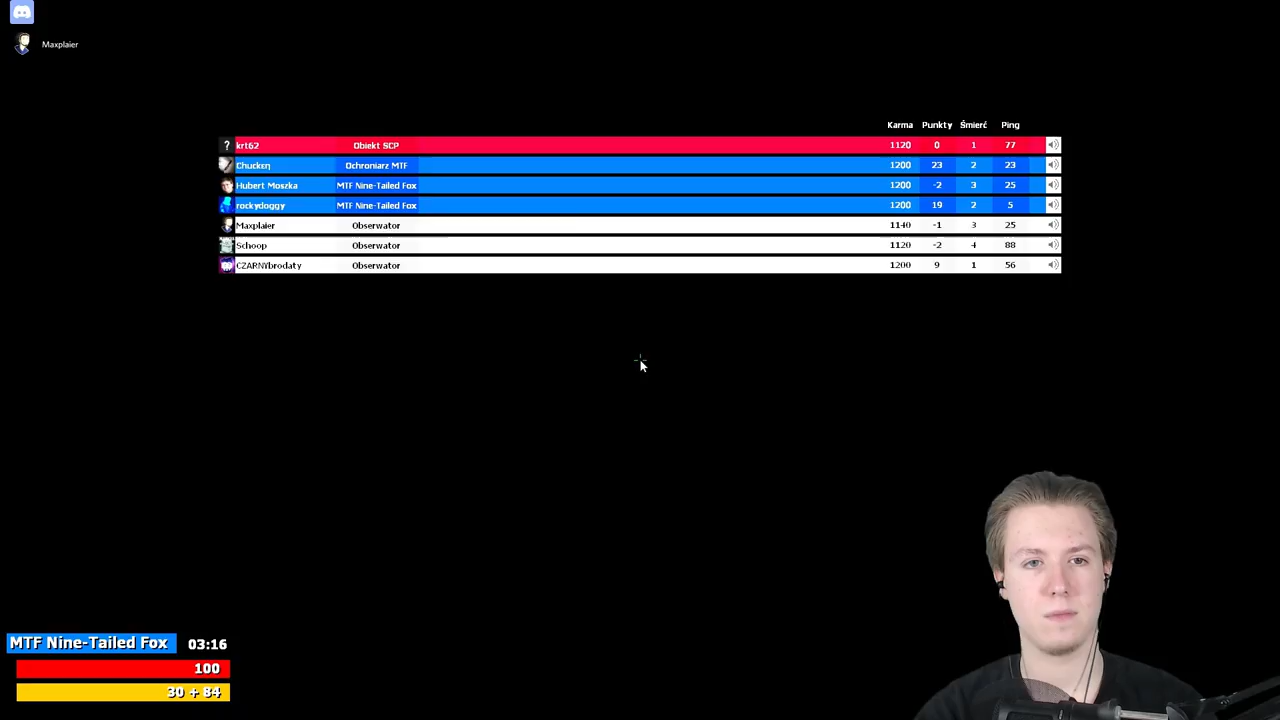 Maxplaier
Karma Punkty Śmierć Ping
? krt62 Obiekt SCP 1120 0 1 77
Chucken Ochroniarz MTF 1200 23 2 23
Hubert Moszka MTF Nine-Tailed Fox 1200 -2 3 25
rockydoggy MTF Nine-Tailed Fox 1200 19 2 5
Maxplaier Obserwator 1140 -1 3 25
Schoop Obserwator 1120 -2 4 88
CZARNYbrodaty Obserwator 1200 9 1 56
MTF Nine-Tailed Fox 03:16
100
30 + 84